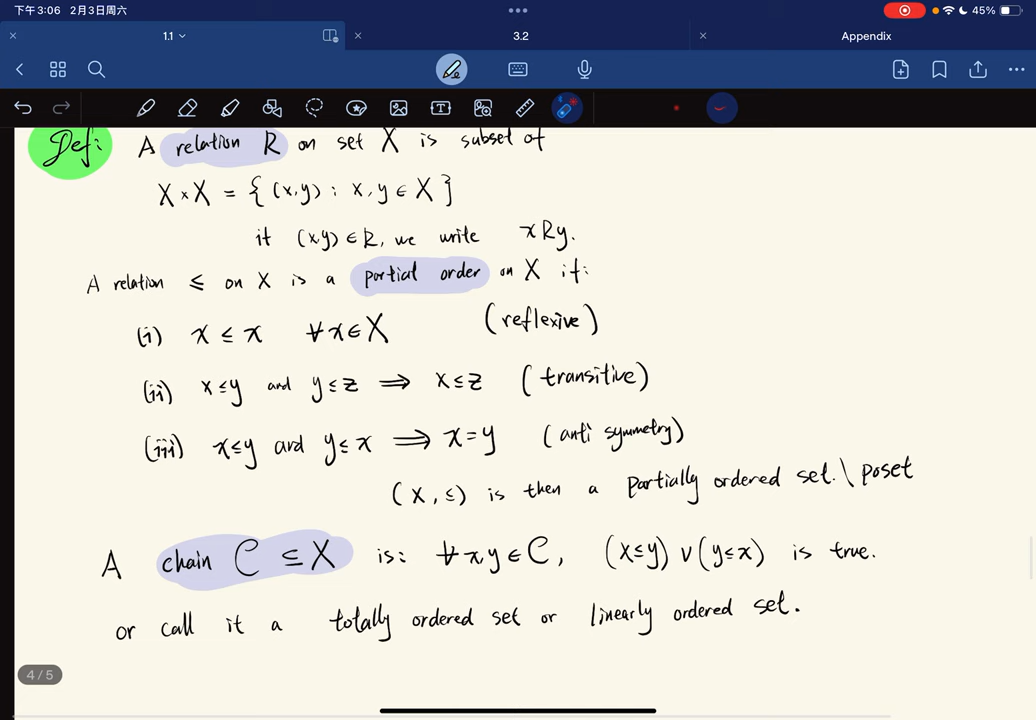 下午3:06 2月3日周六
45%
1.1
3.2
Appendix
Def: A relation R on set X is subset of
X × X = { (x,y) : x, y ∈ X }
if (x,y) ∈ R, we write xRy.
A relation ≤ on X is a partial order on X if:
(i) x ≤ x ∀x ∈ X (reflexive)
(ii) x ≤ y and y ≤ z ⟹ x ≤ z (transitive)
(iii) x ≤ y and y ≤ x ⟹ x = y (anti symmetry)
(X, ≤) is then a partially ordered set. \ poset
A chain C ⊆ X is: ∀ x, y ∈ C, (x ≤ y) ∨ (y ≤ x) is true.
or call it a totally ordered set or linearly ordered set.
4 / 5